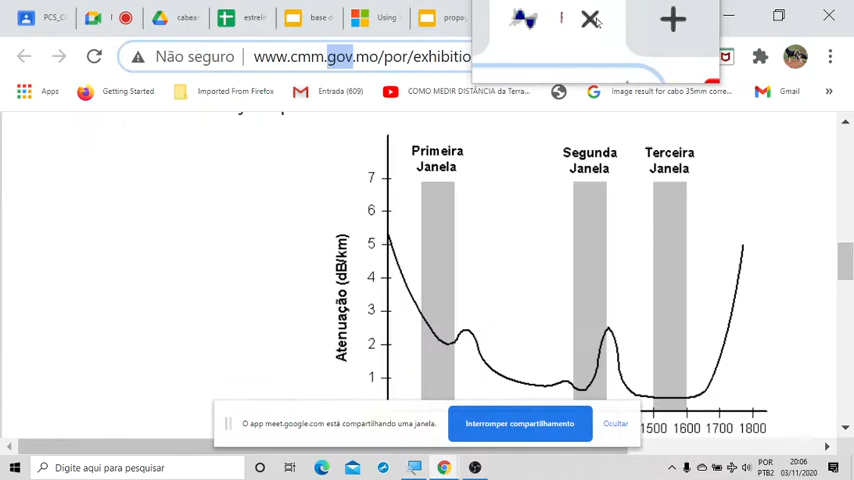 PCS_C
cabear
estreli
base d
Using S
propa
Não seguro
www.cmm.gov.mo/por/exhibitio
Apps
Getting Started
Imported From Firefox
Entrada (609)
COMO MEDIR DISTÂNCIA da Terra...
Image result for cabo 35mm corre...
Gmail
»
Primeira
Janela
Segunda
Janela
Terceira
Janela
7
6
5
4
3
2
1
Atenuação (dB/km)
1500 1600 1700 1800
O app meet.google.com está compartilhando uma janela.
Interromper compartilhamento
Ocultar
Digite aqui para pesquisar
POR
PTB2
20:06
03/11/2020